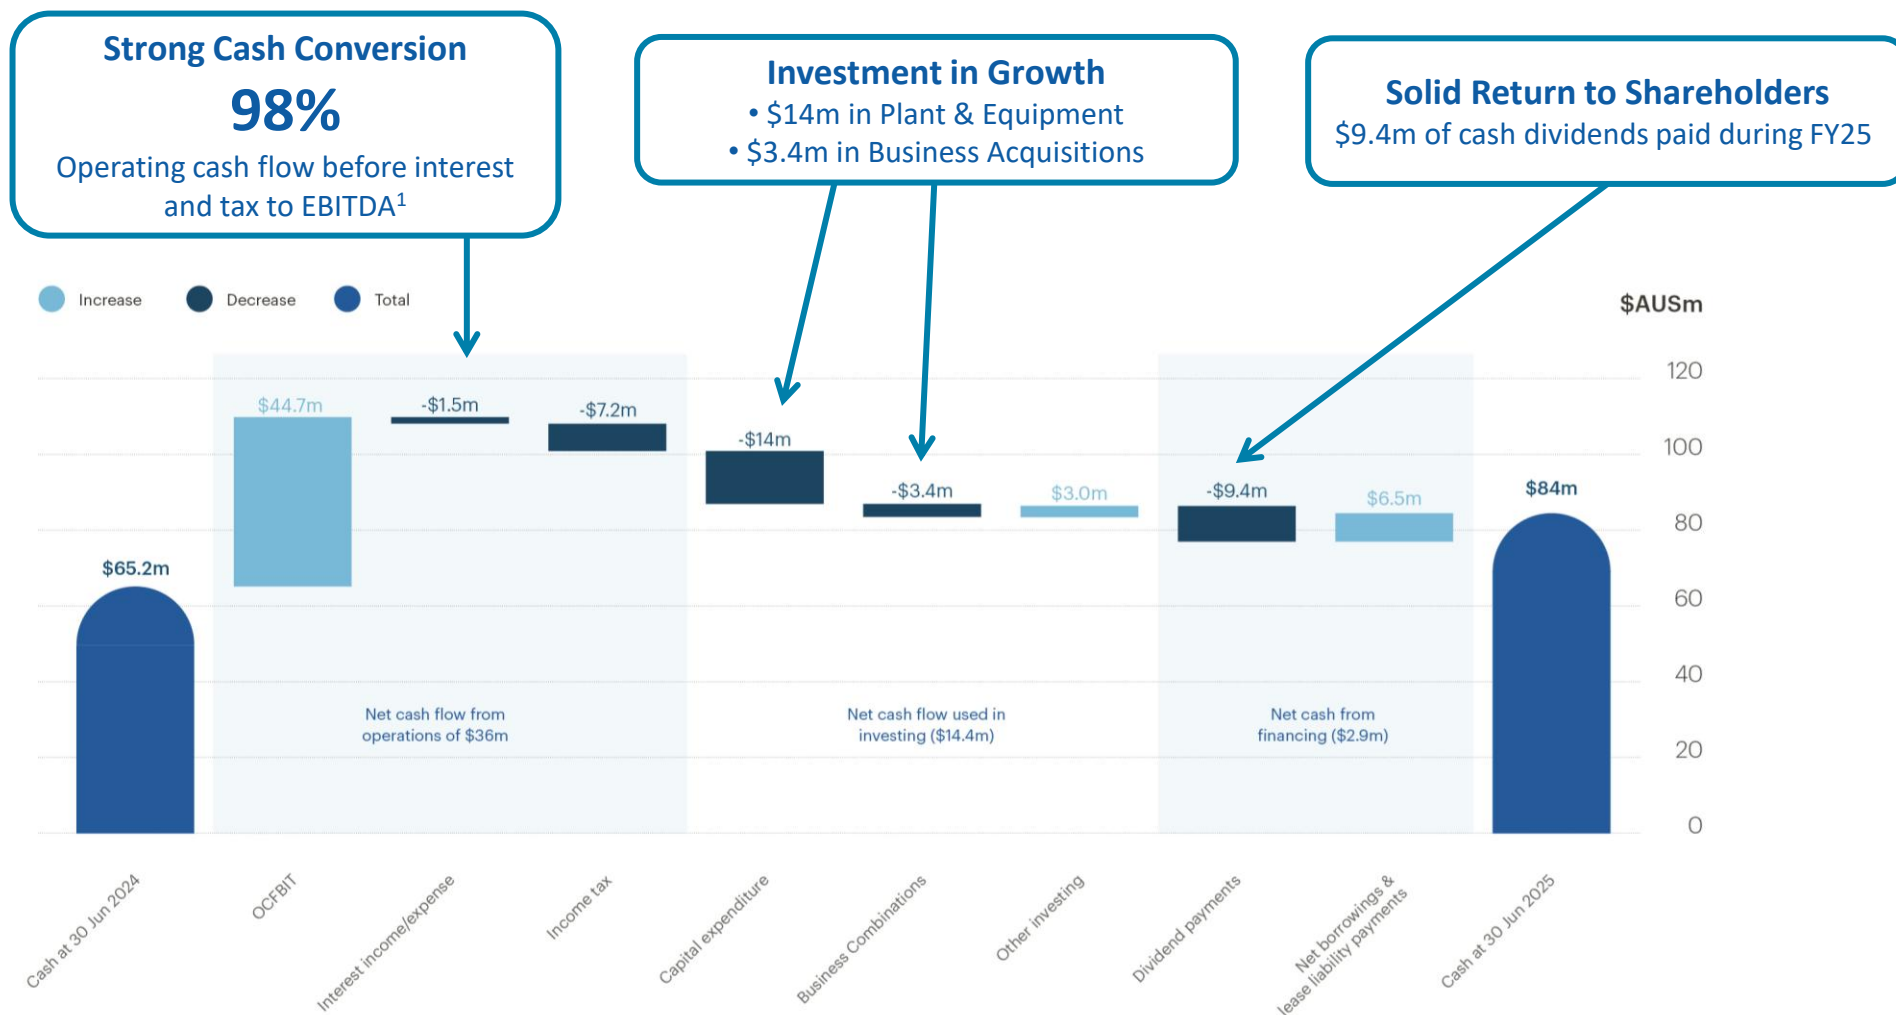 Strong Cash Conversion
98%
Operating cash flow before interest
and tax to EBITDA¹
Investment in Growth
• $14m in Plant & Equipment
• $3.4m in Business Acquisitions
Solid Return to Shareholders
$9.4m of cash dividends paid during FY25
Increase
Decrease
Total
$AUSm
120
100
80
60
40
20
0
$65.2m
$44.7m
-$1.5m
-$7.2m
-$14m
-$3.4m
$3.0m
-$9.4m
$6.5m
$84m
Net cash flow from
operations of $36m
Net cash flow used in
investing ($14.4m)
Net cash from
financing ($2.9m)
Cash at 30 Jun 2024
OCFBIT
Interest income/expense
Income tax
Capital expenditure
Business Combinations
Other investing
Dividend payments
Net borrowings &
lease liability payments
Cash at 30 Jun 2025